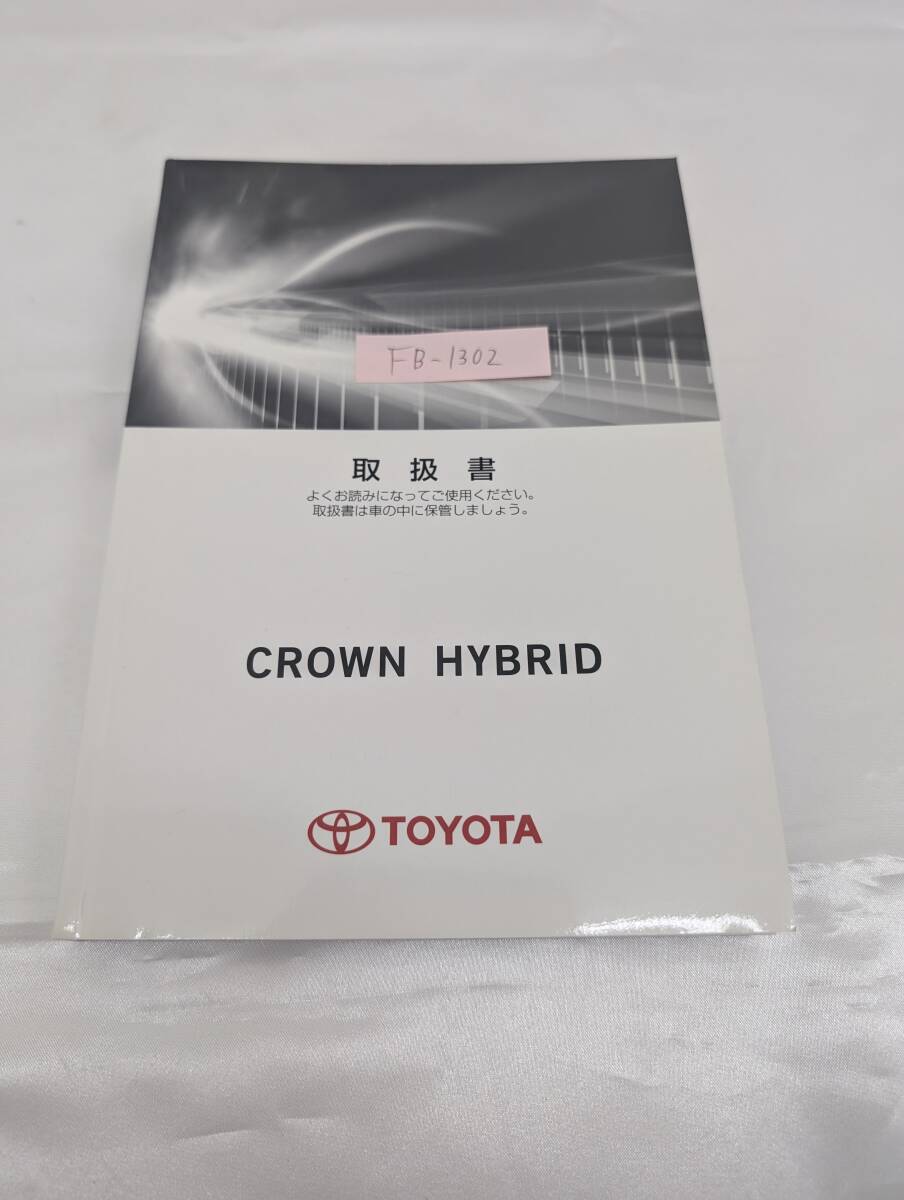 FB-1302
取扱書
よくお読みになってご使用ください。
取扱書は車の中に保管しましょう。
CROWN HYBRID
TOYOTA